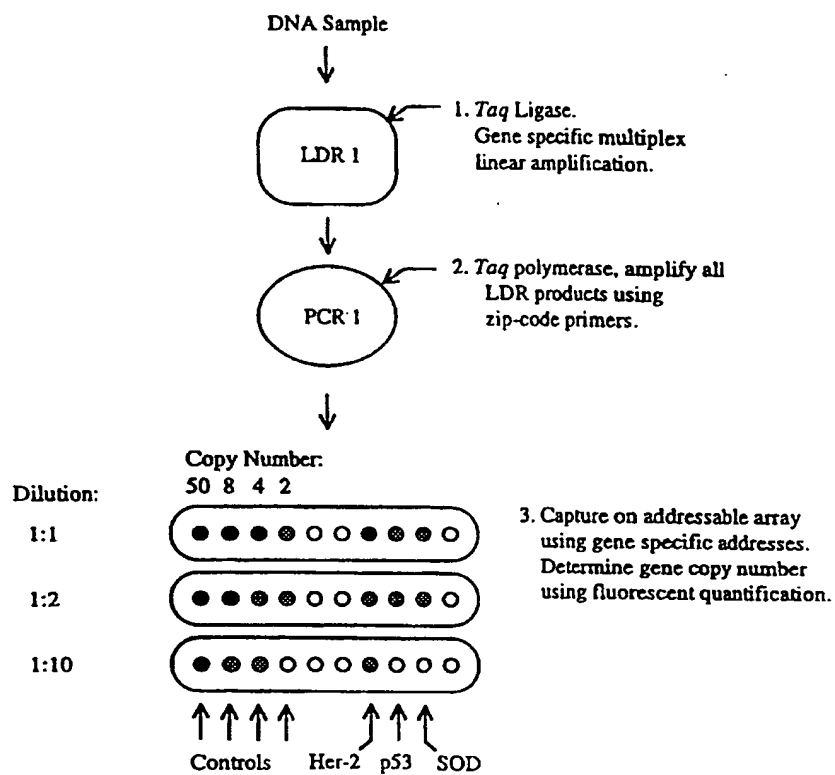 DNA Sample
1. Taq Ligase.
Gene specific multiplex
linear amplification.
LDR 1
2. Taq polymerase, amplify all
LDR products using
zip-code primers.
PCR 1
Copy Number:
50 8 4 2
Dilution:
1:1
1:2
1:10
3. Capture on addressable array
using gene specific addresses.
Determine gene copy number
using fluorescent quantification.
Controls Her-2 p53 SOD